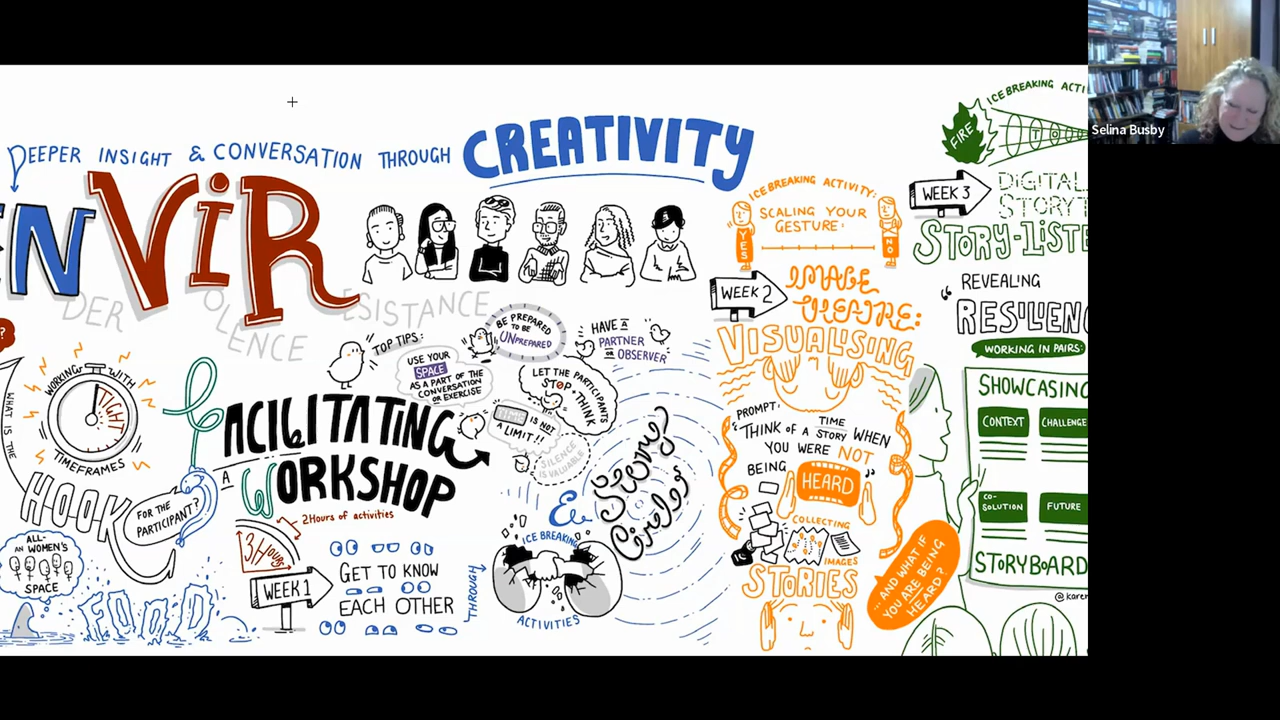 DEEPER INSIGHT & CONVERSATION THROUGH
CREATIVITY
EN
ViR
DER
OLENCE
ESISTANCE
?
WHAT IS THE
HOOK
FOR THE
PARTICIPANT?
WORKING WITH
TIGHT
TIMEFRAMES
ALL-
WOMEN'S
SPACE
FOOD
FACILITATING
A WORKSHOP
TOP TIPS:
USE YOUR
SPACE
AS A PART OF THE
CONVERSATION
OR EXERCISE
BE PREPARED
TO BE
UNPREPARED
HAVE A
PARTNER
OR OBSERVER
LET THE PARTICIPANTS
STOP + THINK
TIME IS NOT
A LIMIT!!
SILENCE
IS VALUABLE
2Hours of activities
3/Hours
WEEK 1
GET TO KNOW
EACH OTHER
THROUGH
ICE BREAKING
ACTIVITIES
&
Story
Circles
ICE BREAKING ACTIVITY:
SCALING YOUR
GESTURE:
YES
NO
WEEK 2
IMAGE
THEATRE:
VISUALISING
PROMPT:
"THINK OF A TIME
STORY WHEN
YOU WERE NOT
BEING HEARD"
COLLECTING
IMAGES
STORIES
...AND WHAT IF
YOU ARE BEING
HEARD?
ICE BREAKING ACTI
FIRE
WEEK 3
DIGITAL
STORYT
STORY-LISTE
REVEALING
"RESILIENC
WORKING IN PAIRS:
SHOWCASING
CONTEXT
CHALLENGE
CO-
SOLUTION
FUTURE
STORYBOARD
@karen
Selina Busby